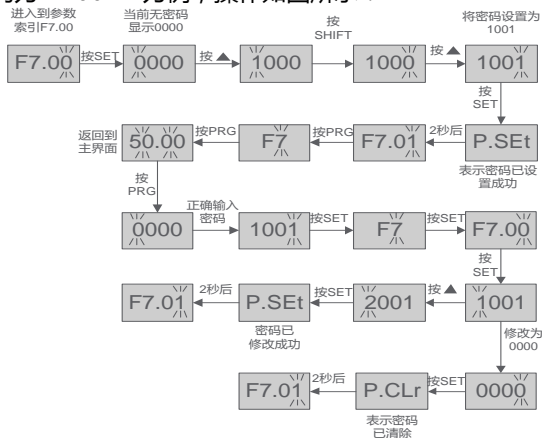 进入到参数
索引F7.00
当前无密码
显示0000
按
SHIFT
将密码设置为
1001
F7.00
按SET
0000
按▲
1000
1000
按▲
1001
按
SET
返回到
主界面
50.00
按PRG
F7
按PRG
F7.01
2秒后
P.SEt
表示密码已设
置成功
按
PRG
正确输入
密码
0000
1001
按SET
F7
按SET
F7.00
按
SET
F7.01
2秒后
P.SEt
按SET
2001
按▲
1001
密码已
修改成功
修改为
0000
F7.01
2秒后
P.CLr
按SET
0000
表示密码
已清除